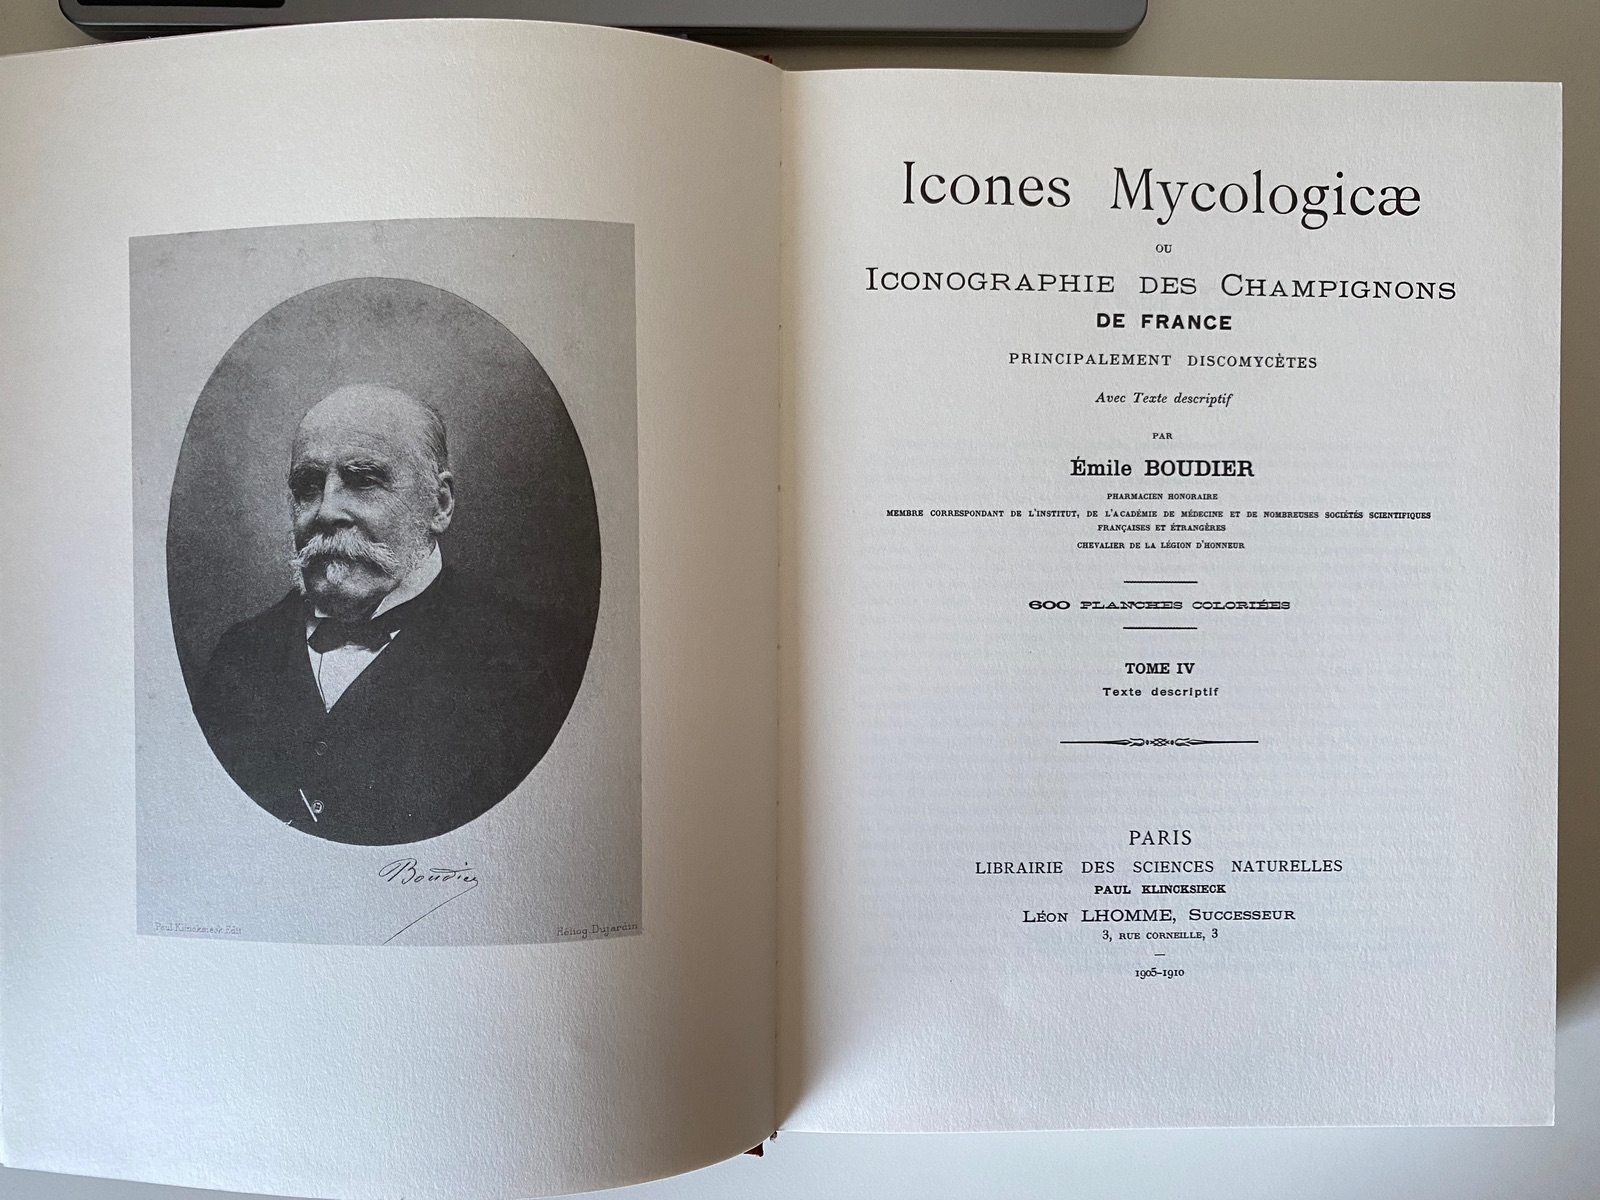 Boudier
Paul Klincksieck Edit
Héliog. Dujardin
Icones Mycologicæ
OU
ICONOGRAPHIE DES CHAMPIGNONS
DE FRANCE
PRINCIPALEMENT DISCOMYCÈTES
Avec Texte descriptif
PAR
Émile BOUDIER
PHARMACIEN HONORAIRE
MEMBRE CORRESPONDANT DE L'INSTITUT, DE L'ACADÉMIE DE MÉDECINE ET DE NOMBREUSES SOCIÉTÉS SCIENTIFIQUES
FRANÇAISES ET ÉTRANGÈRES
CHEVALIER DE LA LÉGION D'HONNEUR
600 PLANCHES COLORIÉES
TOME IV
Texte descriptif
PARIS
LIBRAIRIE DES SCIENCES NATURELLES
PAUL KLINCKSIECK
LÉON LHOMME, SUCCESSEUR
3, RUE CORNEILLE, 3
1905-1910